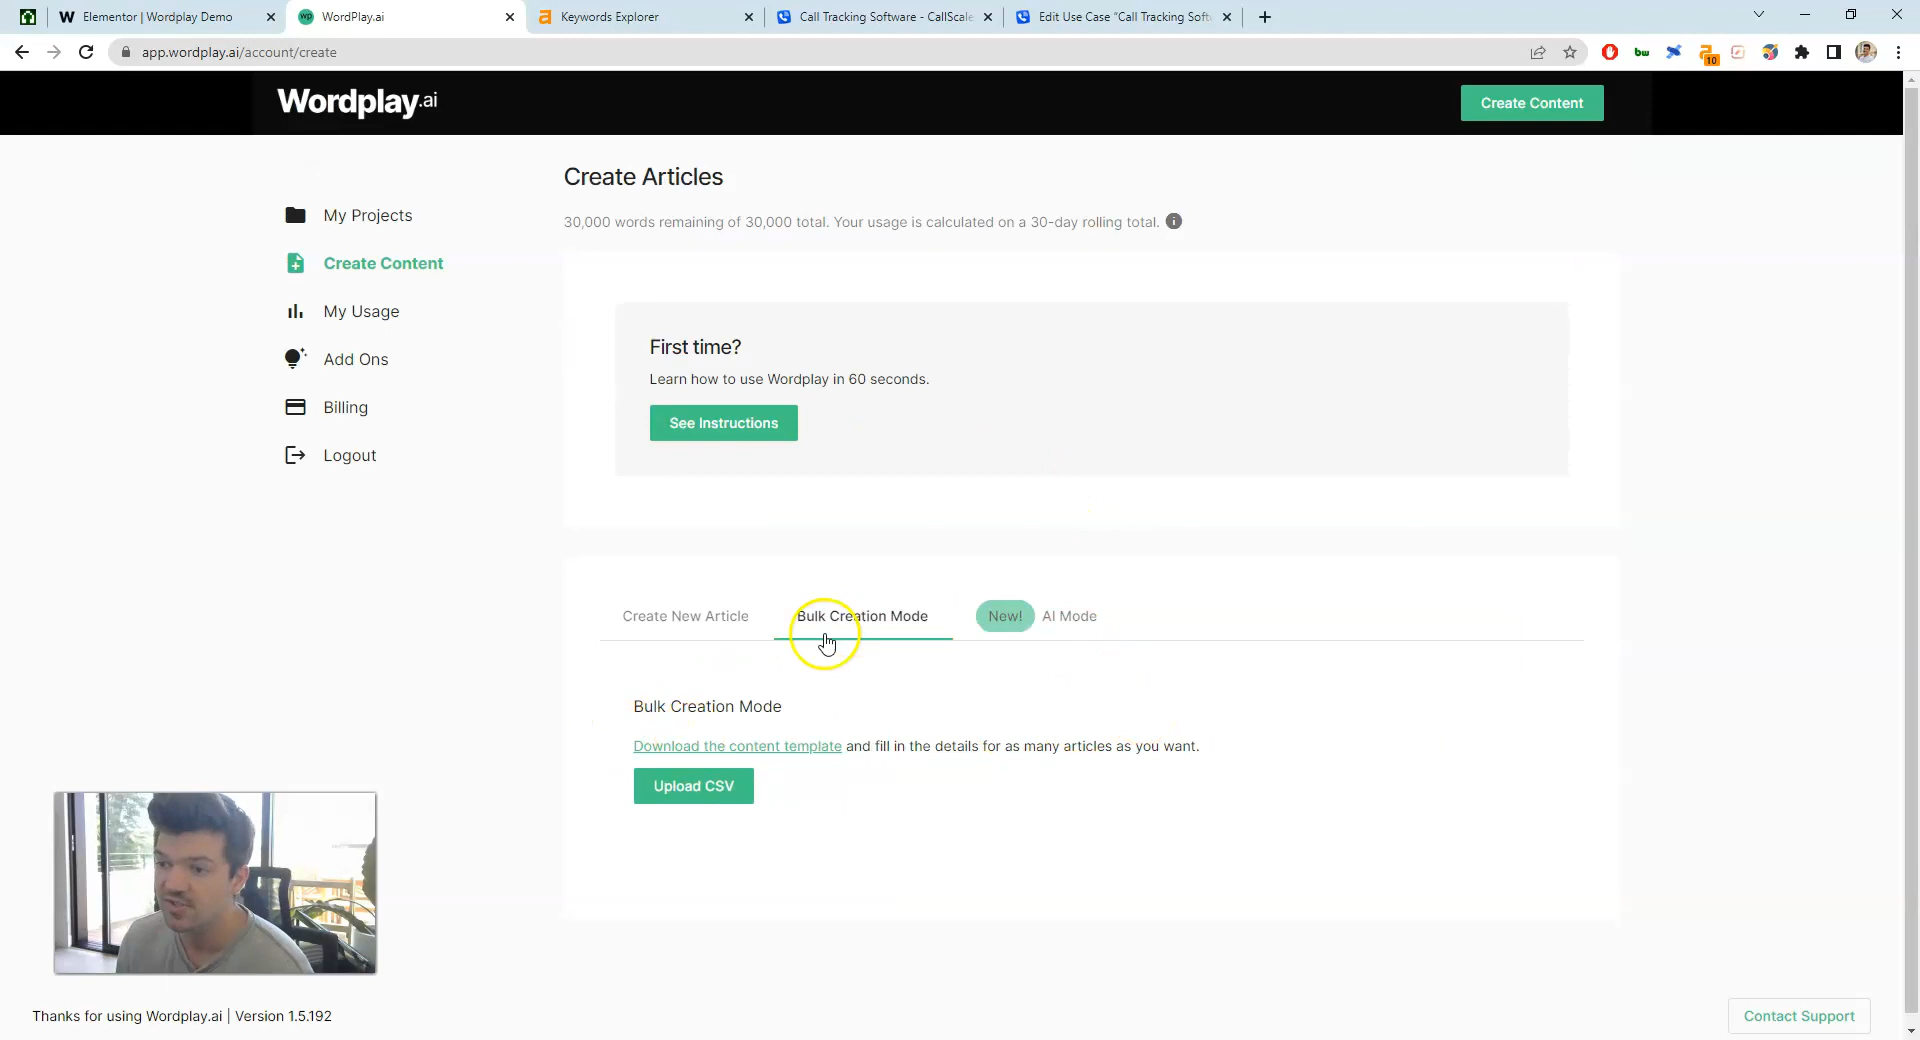 Elementor | Wordplay Demo
WordPlay.ai
Keywords Explorer
Call Tracking Software - CallScale
Edit Use Case "Call Tracking Soft
app.wordplay.ai/account/create
bw
10
Wordplay.ai
Create Content
Create Articles
30,000 words remaining of 30,000 total. Your usage is calculated on a 30-day rolling total.
My Projects
Create Content
My Usage
Add Ons
Billing
Logout
First time?
Learn how to use Wordplay in 60 seconds.
See Instructions
Create New Article
Bulk Creation Mode
New!
AI Mode
Bulk Creation Mode
Download the content template and fill in the details for as many articles as you want.
Upload CSV
Thanks for using Wordplay.ai | Version 1.5.192
Contact Support